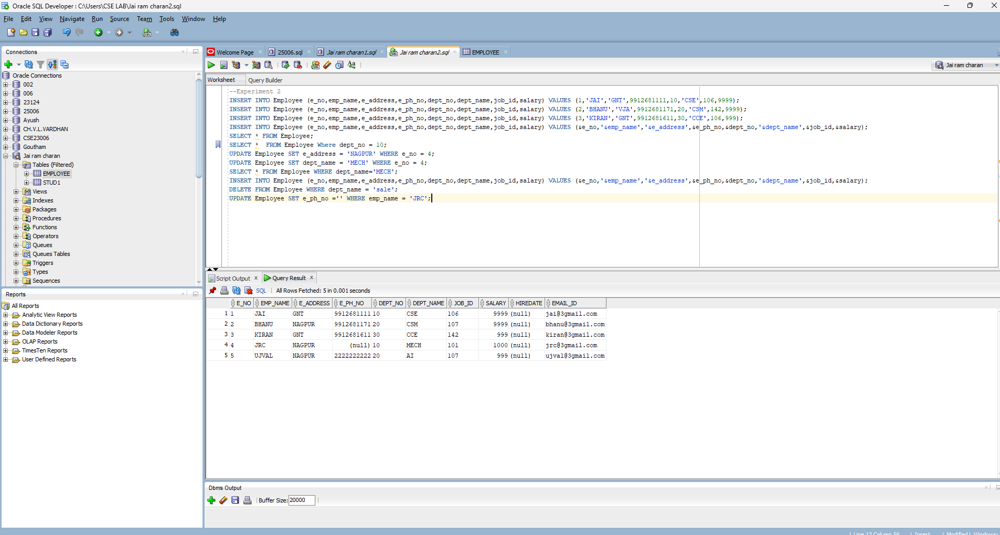 Oracle SQL Developer : C:\Users\CSE LAB\Jai ram charan2.sql
File Edit View Navigate Run Source Team Tools Window Help
Connections
Oracle Connections
002
006
23124
25006
Ayush
CH.V.L.VARDHAN
CSE23006
Goutham
Jai ram charan
Tables (Filtered)
EMPLOYEE
STUD1
Views
Indexes
Packages
Procedures
Functions
Operators
Queues
Queues Tables
Triggers
Types
Sequences
Reports
All Reports
Analytic View Reports
Data Dictionary Reports
Data Modeler Reports
OLAP Reports
TimesTen Reports
User Defined Reports
Welcome Page 25006.sql Jai ram charan1.sql Jai ram charan2.sql EMPLOYEE
Jai ram charan
Worksheet Query Builder
--Experiment 2
INSERT INTO Employee (e_no,emp_name,e_address,e_ph_no,dept_no,dept_name,job_id,salary) VALUES (1,'JAI','GNT',9912681111,10,'CSE',106,9999);
INSERT INTO Employee (e_no,emp_name,e_address,e_ph_no,dept_no,dept_name,job_id,salary) VALUES (2,'BHANU','VJA',9912681171,20,'CSM',142,9999);
INSERT INTO Employee (e_no,emp_name,e_address,e_ph_no,dept_no,dept_name,job_id,salary) VALUES (3,'KIRAN','GNT',9912681611,30,'CCE',106,999);
INSERT INTO Employee (e_no,emp_name,e_address,e_ph_no,dept_no,dept_name,job_id,salary) VALUES (&e_no,'&emp_name','&e_address',&e_ph_no,&dept_no,'&dept_name',&job_id,&salary);
SELECT * FROM Employee;
SELECT *  FROM Employee Where dept_no = 10;
UPDATE Employee SET e_address = 'NAGPUR' WHERE e_no = 4;
UPDATE Employee SET dept_name = 'MECH' WHERE e_no = 4;
SELECT * FROM Employee WHERE dept_name='MECH';
INSERT INTO Employee (e_no,emp_name,e_address,e_ph_no,dept_no,dept_name,job_id,salary) VALUES (&e_no,'&emp_name','&e_address',&e_ph_no,&dept_no,'&dept_name',&job_id,&salary);
DELETE FROM Employee WHERE dept_name = 'sale';
UPDATE Employee SET e_ph_no ='' WHERE emp_name = 'JRC';
Script Output Query Result
SQL All Rows Fetched: 5 in 0.001 seconds
E_NO EMP_NAME E_ADDRESS E_PH_NO DEPT_NO DEPT_NAME JOB_ID SALARY HIREDATE EMAIL_ID
1 1 JAI GNT 9912681111 10 CSE 106 9999 (null) jai@3gmail.com
2 2 BHANU NAGPUR 9912681171 20 CSM 107 9999 (null) bhanu@3gmail.com
3 3 KIRAN GNT 9912681611 30 CCE 142 999 (null) kiran@3gmail.com
4 4 JRC NAGPUR (null) 10 MECH 101 1000 (null) jrc@3gmail.com
5 5 UJVAL NAGPUR 2222222222 20 AI 107 999 (null) ujval@3gmail.com
Dbms Output
Buffer Size: 20000
Line 13 Column 56 Insert Modified Windows: